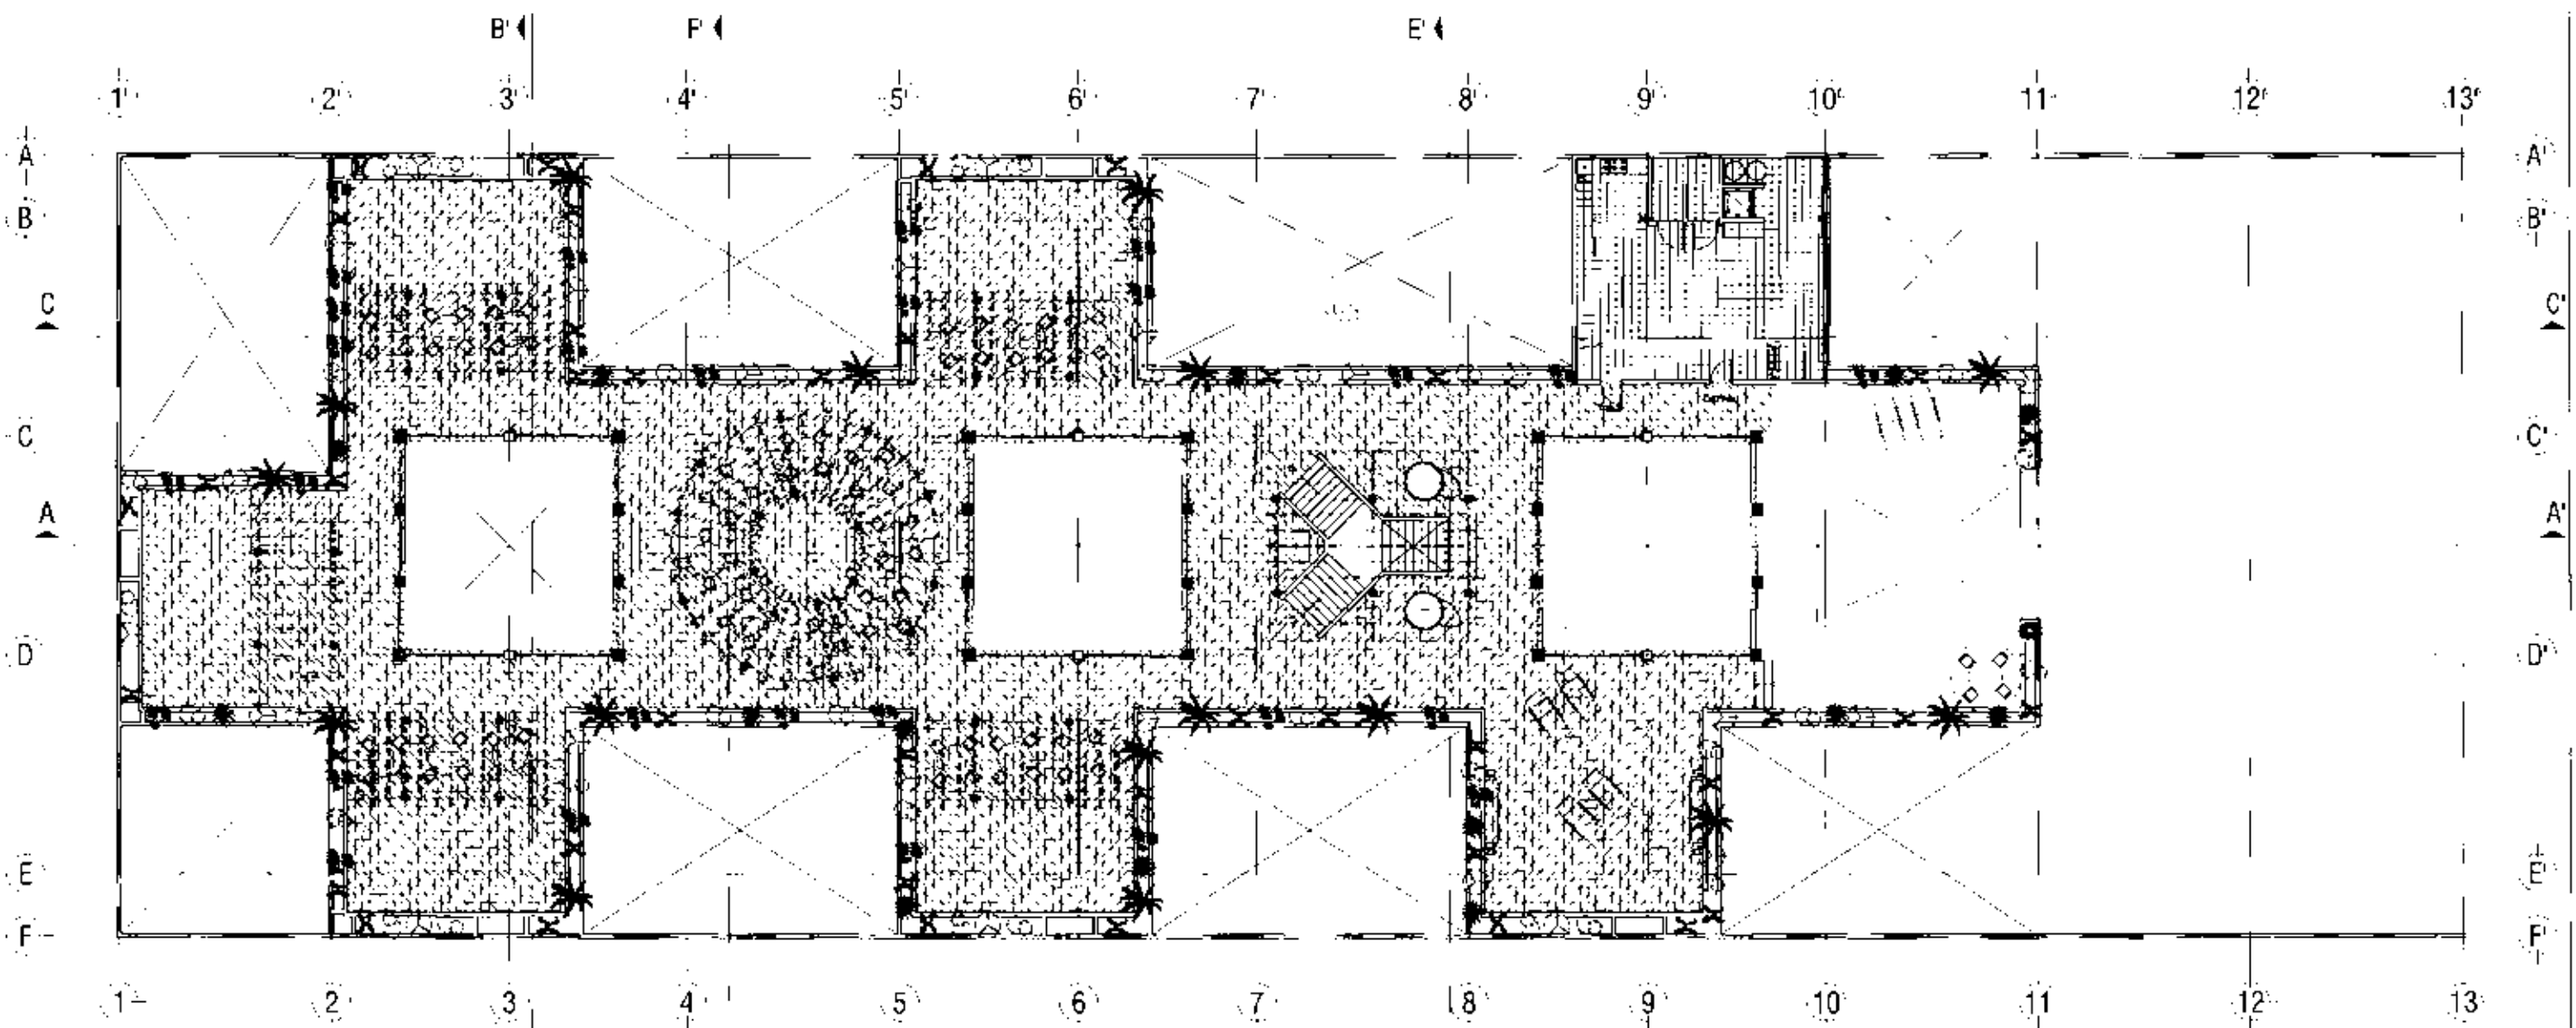 B' F' E'
1' 2' 3' 4' 5' 6' 7' 8' 9' 10' 11' 12' 13'
A A'
B B'
C C'
C C'
A A'
D D'
E E'
F F'
1 2 3 4 5 6 7 8 9 10 11 12 13